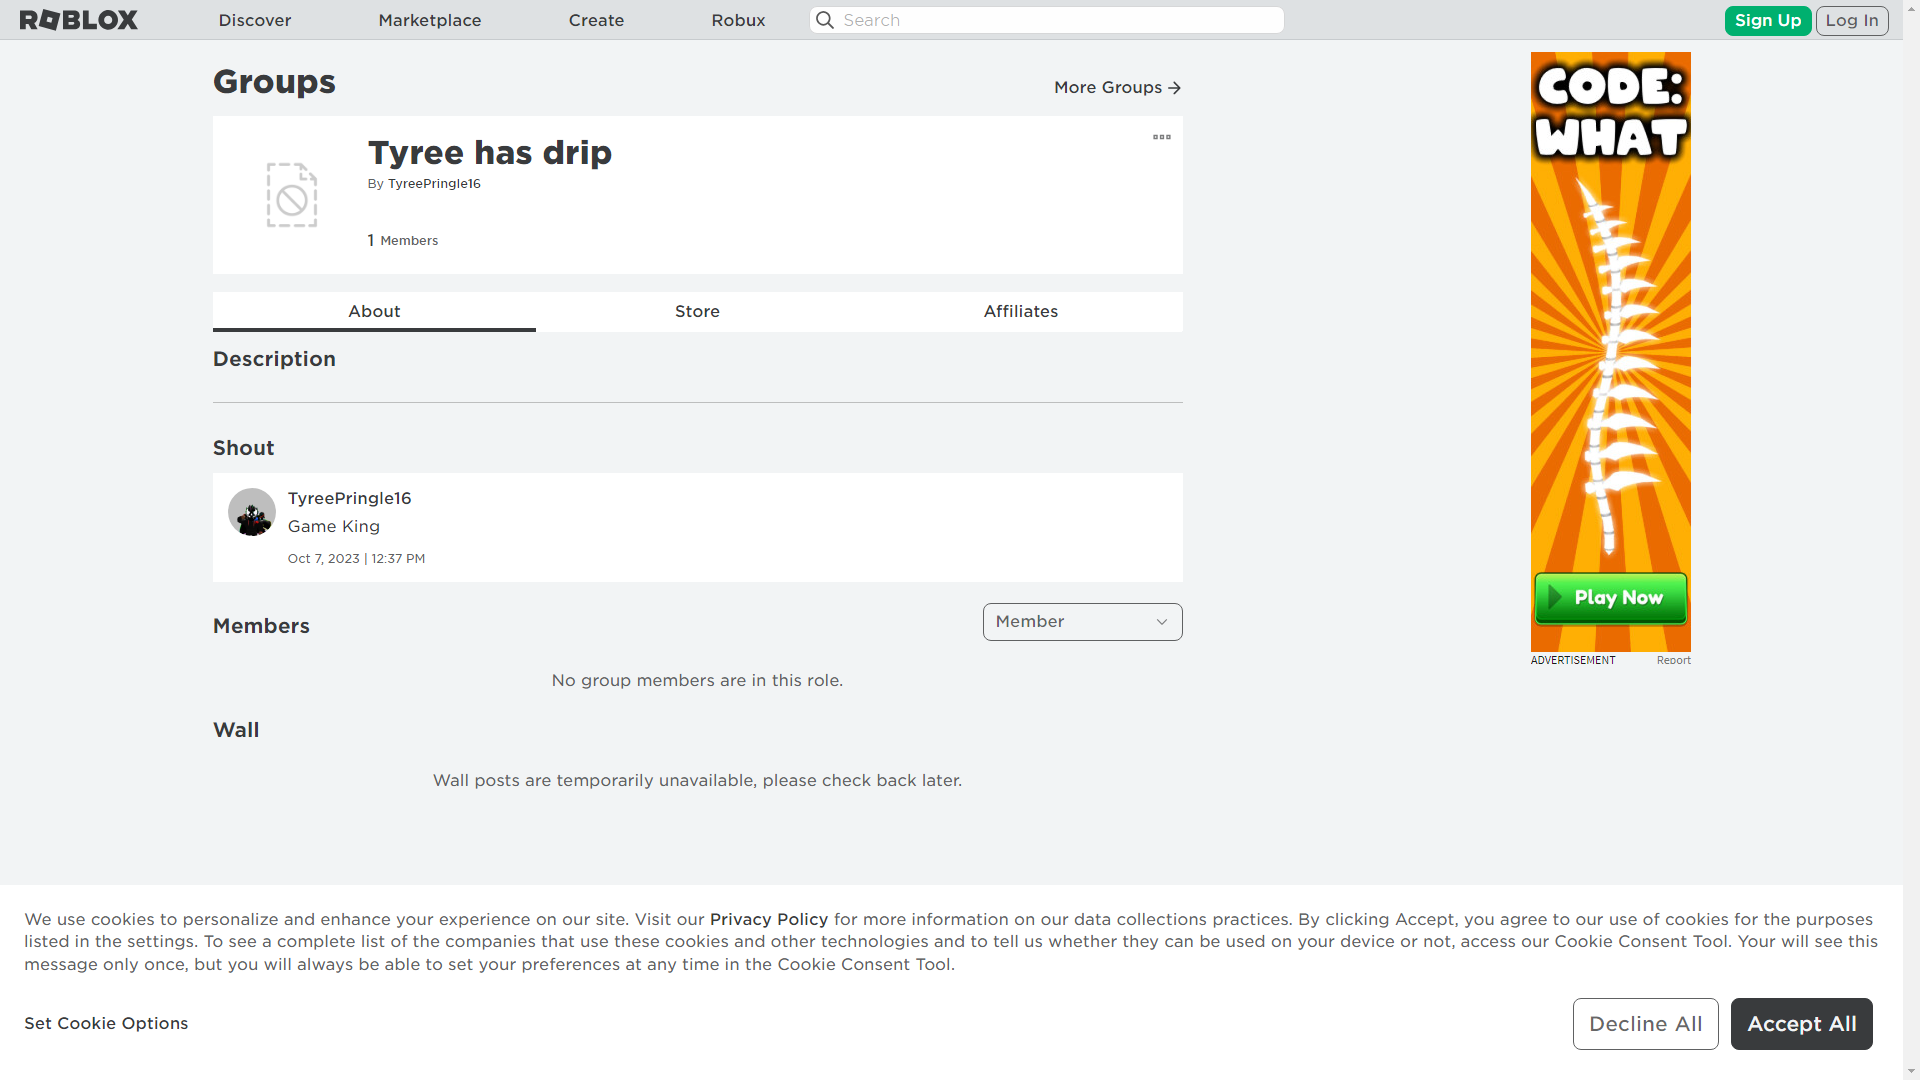 ROBLOX Discover Marketplace Create Robux Search Sign Up Log In
Groups
More Groups
Tyree has drip
By TyreePringle16
1 Members
About Store Affiliates
Description
Shout
TyreePringle16
Game King
Oct 7, 2023 | 12:37 PM
Members
Member
No group members are in this role.
Wall
Wall posts are temporarily unavailable, please check back later.
CODE:
WHAT
Play Now
ADVERTISEMENT Report
We use cookies to personalize and enhance your experience on our site. Visit our Privacy Policy for more information on our data collections practices. By clicking Accept, you agree to our use of cookies for the purposes
listed in the settings. To see a complete list of the companies that use these cookies and other technologies and to tell us whether they can be used on your device or not, access our Cookie Consent Tool. Your will see this
message only once, but you will always be able to set your preferences at any time in the Cookie Consent Tool.
Set Cookie Options
Decline All
Accept All